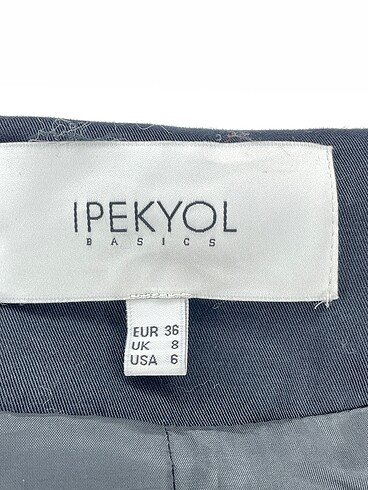 IPEKYOL
BASICS
EUR 36
UK 8
USA 6